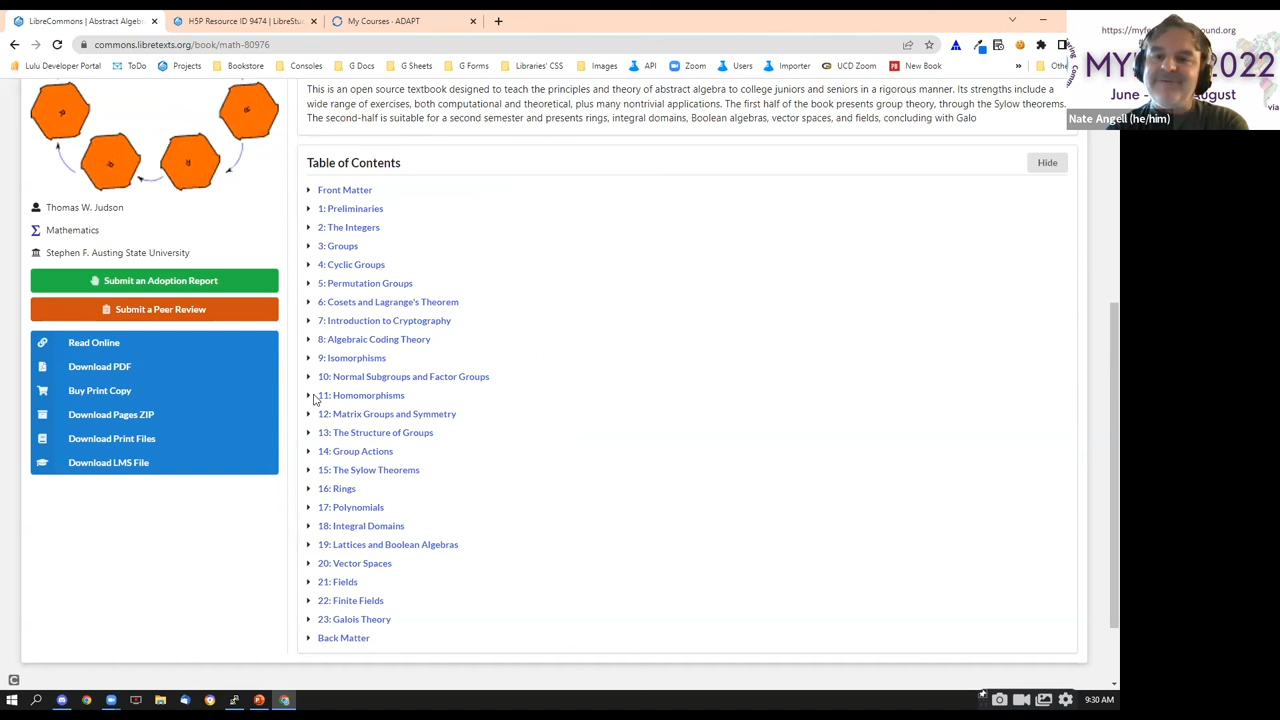 LibreCommons | Abstract Algebr
H5P Resource ID 9474 | LibreStud
My Courses - ADAPT
commons.libretexts.org/book/math-80976
Lulu Developer Portal
ToDo
Projects
Bookstore
Consoles
G Docs
G Sheets
G Forms
Libraries' CSS
Images
API
Zoom
Users
Importer
UCD Zoom
New Book
»
Othe
https://myf
ound.org
MYF
2022
June -
August
via
Nate Angell (he/him)
This is an open source textbook designed to teach the principles and theory of abstract algebra to college juniors and seniors in a rigorous manner. Its strengths include a
wide range of exercises, both computational and theoretical, plus many nontrivial applications. The first half of the book presents group theory, through the Sylow theorems.
The second-half is suitable for a second semester and presents rings, integral domains, Boolean algebras, vector spaces, and fields, concluding with Galo
Thomas W. Judson
Mathematics
Stephen F. Austing State University
Submit an Adoption Report
Submit a Peer Review
Read Online
Download PDF
Buy Print Copy
Download Pages ZIP
Download Print Files
Download LMS File
Table of Contents
Hide
Front Matter
1: Preliminaries
2: The Integers
3: Groups
4: Cyclic Groups
5: Permutation Groups
6: Cosets and Lagrange's Theorem
7: Introduction to Cryptography
8: Algebraic Coding Theory
9: Isomorphisms
10: Normal Subgroups and Factor Groups
11: Homomorphisms
12: Matrix Groups and Symmetry
13: The Structure of Groups
14: Group Actions
15: The Sylow Theorems
16: Rings
17: Polynomials
18: Integral Domains
19: Lattices and Boolean Algebras
20: Vector Spaces
21: Fields
22: Finite Fields
23: Galois Theory
Back Matter
9:30 AM